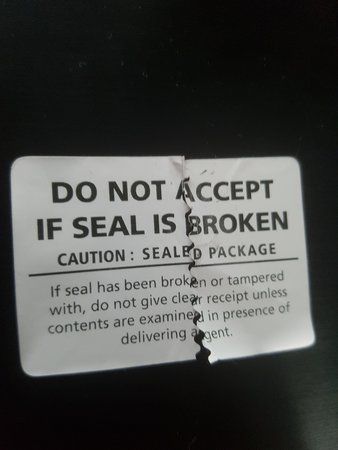 DO NOT ACCEPT
IF SEAL IS BROKEN
CAUTION: SEALED PACKAGE
If seal has been broken or tampered
with, do not give clear receipt unless
contents are examined in presence of
delivering agent.